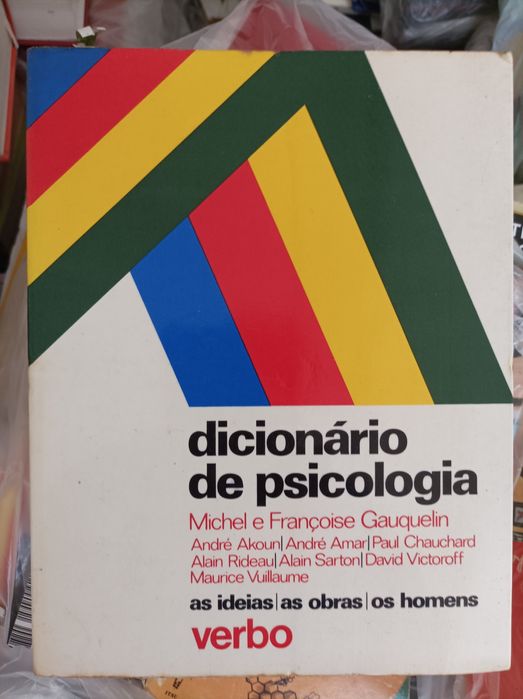 dicionário
de psicologia
Michel e Françoise Gauquelin
André Akoun|André Amar|Paul Chauchard
Alain Rideau|Alain Sarton|David Victoroff
Maurice Vuillaume
as ideias|as obras|os homens
verbo